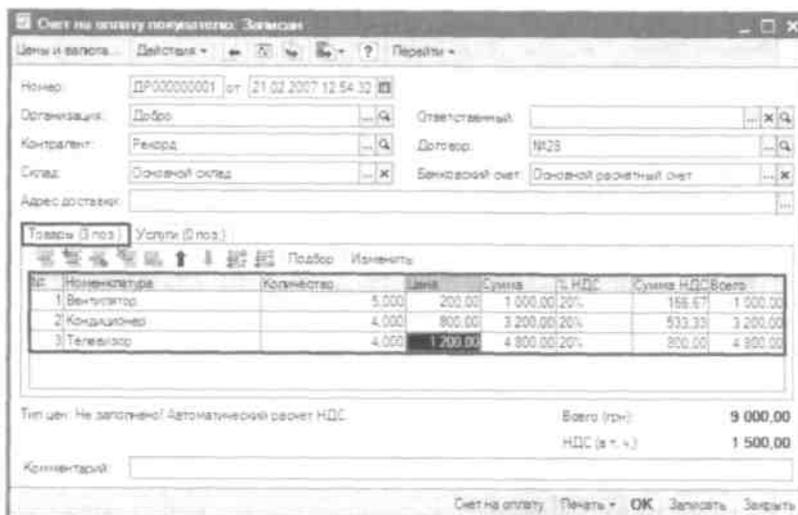 Счет на оплату покупателю. Записан
Цены и валюта... Действия ? Перейти
Номер: ДР000000001 от 21.02.2007 12:54:32
Организация: Добро Ответственный:
Контрагент: Рекорд Договор: №28
Склад: Основной склад Банковский счет: Основной расчетный счет
Адрес доставки:
Товары (3 поз.) Услуги (0 поз.)
Подбор Изменить
№ Номенклатура Количество Цена Сумма % НДС Сумма НДС Всего
1 Вентилятор 5,000 200,00 1 000,00 20% 166,67 1 000,00
2 Кондиционер 4,000 800,00 3 200,00 20% 533,33 3 200,00
3 Телевизор 4,000 1 200,00 4 800,00 20% 800,00 4 800,00
Тип цен: Не заполнено! Автоматический расчет НДС Всего (грн): 9 000,00
НДС (в т. ч.): 1 500,00
Комментарий:
Счет на оплату Печать OK Записать Закрыть